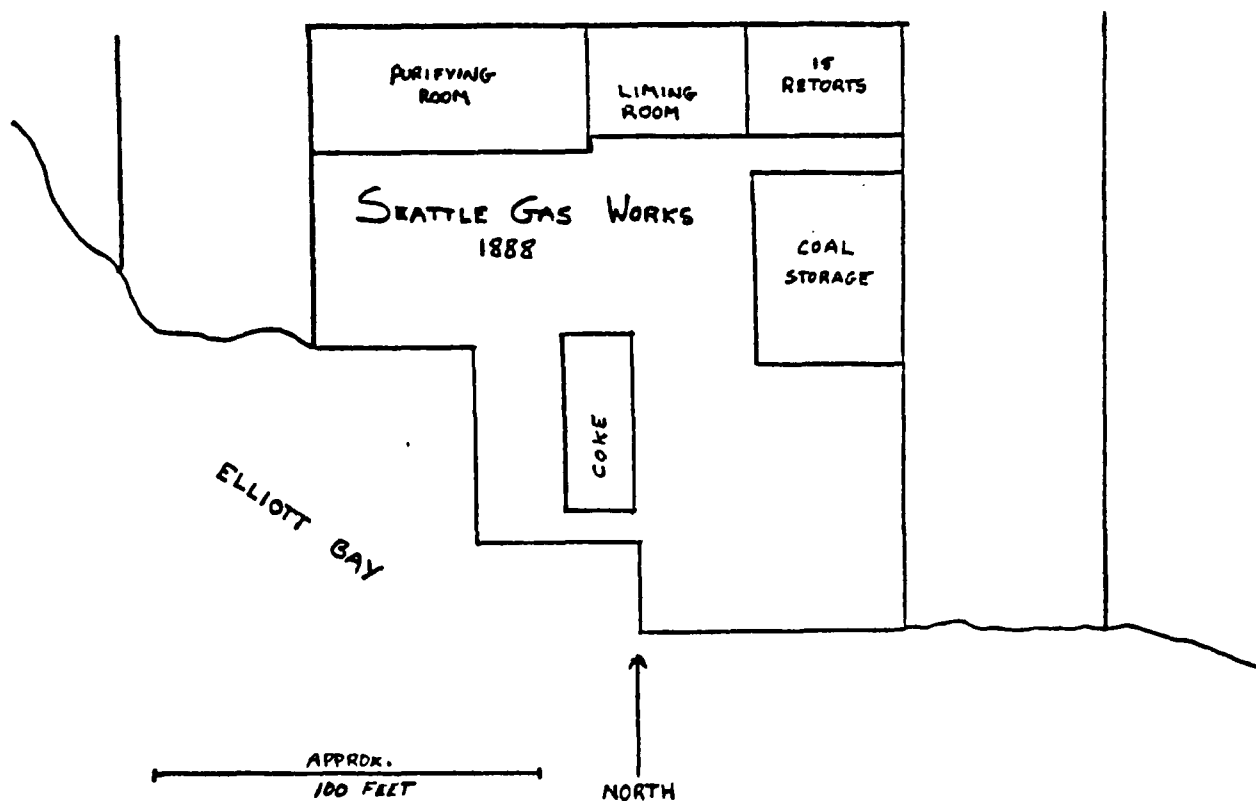 PURIFYING
ROOM
LIMING
ROOM
15
RETORTS
SEATTLE GAS WORKS
1888
COAL
STORAGE
COKE
ELLIOTT BAY
APPROX.
100 FEET
NORTH